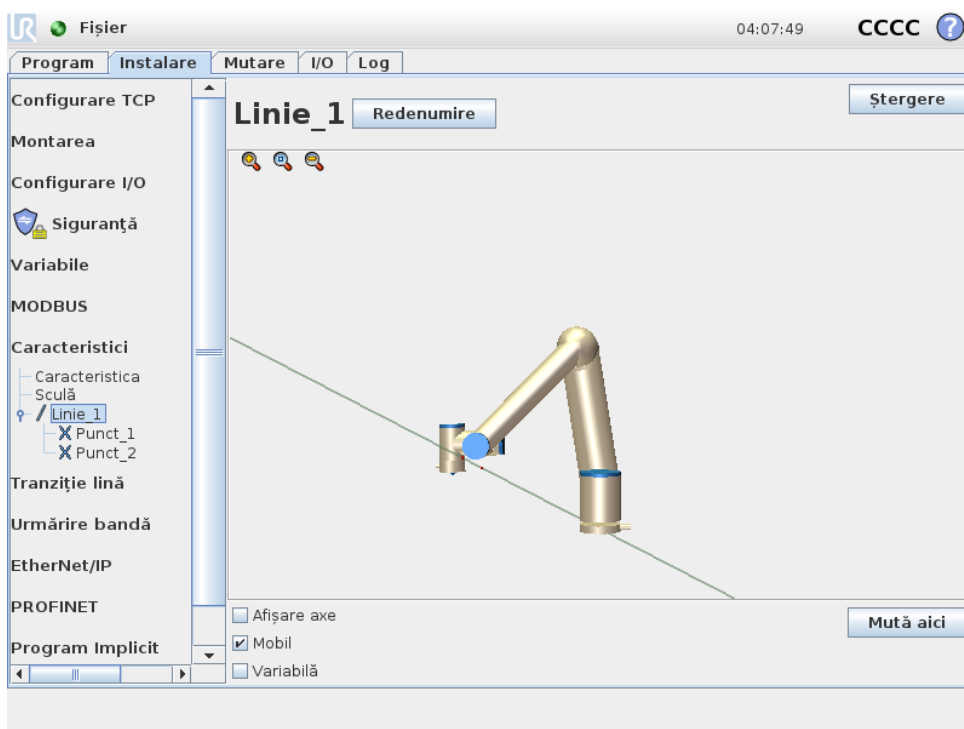 UR Fișier 04:07:49 CCCC ?
Program Instalare Mutare I/O Log
Configurare TCP
Montarea
Configurare I/O
Siguranță
Variabile
MODBUS
Caracteristici
Caracteristica
Sculă
Linie_1
Punct_1
Punct_2
Tranziție lină
Urmărire bandă
EtherNet/IP
PROFINET
Program Implicit
Linie_1 Redenumire Ștergere
Afișare axe
Mobil
Variabilă
Mută aici